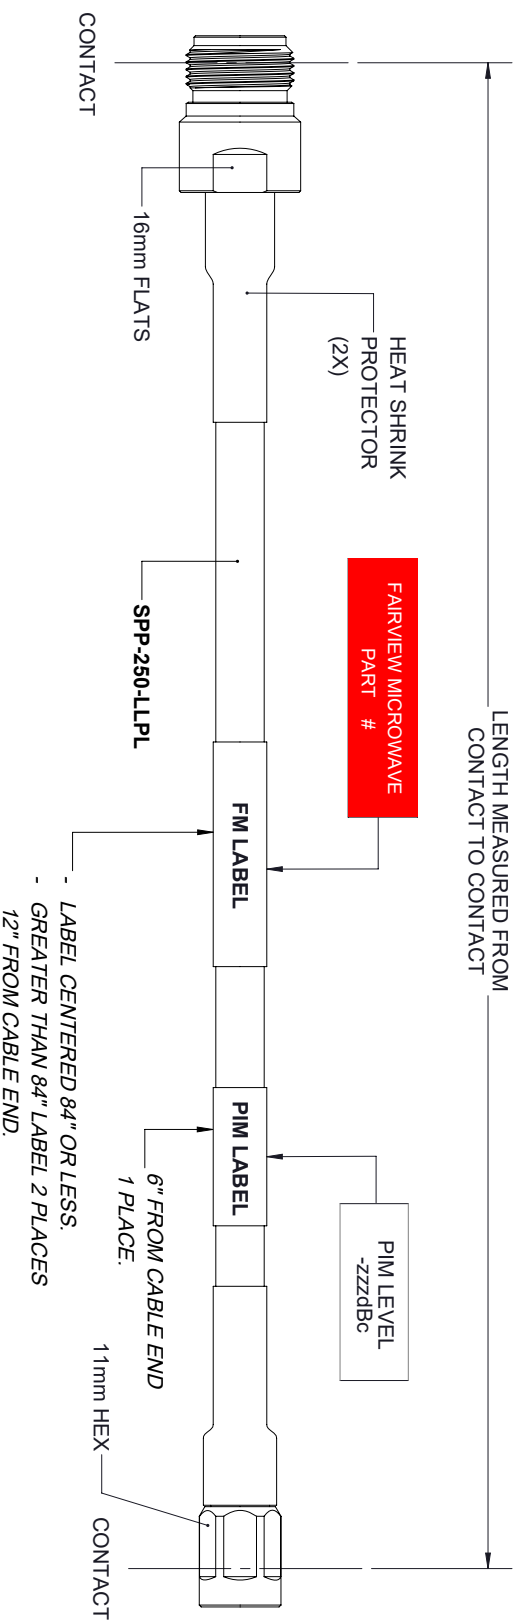 LENGTH MEASURED FROM
CONTACT TO CONTACT
FAIRVIEW MICROWAVE
PART #
PIM LEVEL
-zzzdBc
HEAT SHRINK
PROTECTOR
(2X)
FM LABEL
PIM LABEL
CONTACT
16mm FLATS
SPP-250-LLPL
- LABEL CENTERED 84" OR LESS.
- GREATER THAN 84" LABEL 2 PLACES
12" FROM CABLE END.
6" FROM CABLE END
1 PLACE.
11mm HEX
CONTACT